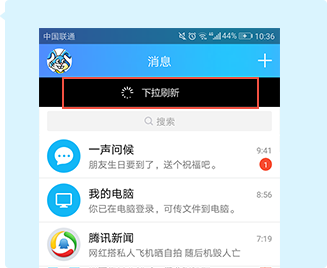 中国联通 44% 10:36
消息
下拉刷新
搜索
一声问候 9:41
朋友生日要到了，送个祝福吧。 1
我的电脑 8:56
你已在电脑登录，可传文件到电脑。
腾讯新闻 7:19
网红搭私人飞机晒自拍 随后机毁人亡